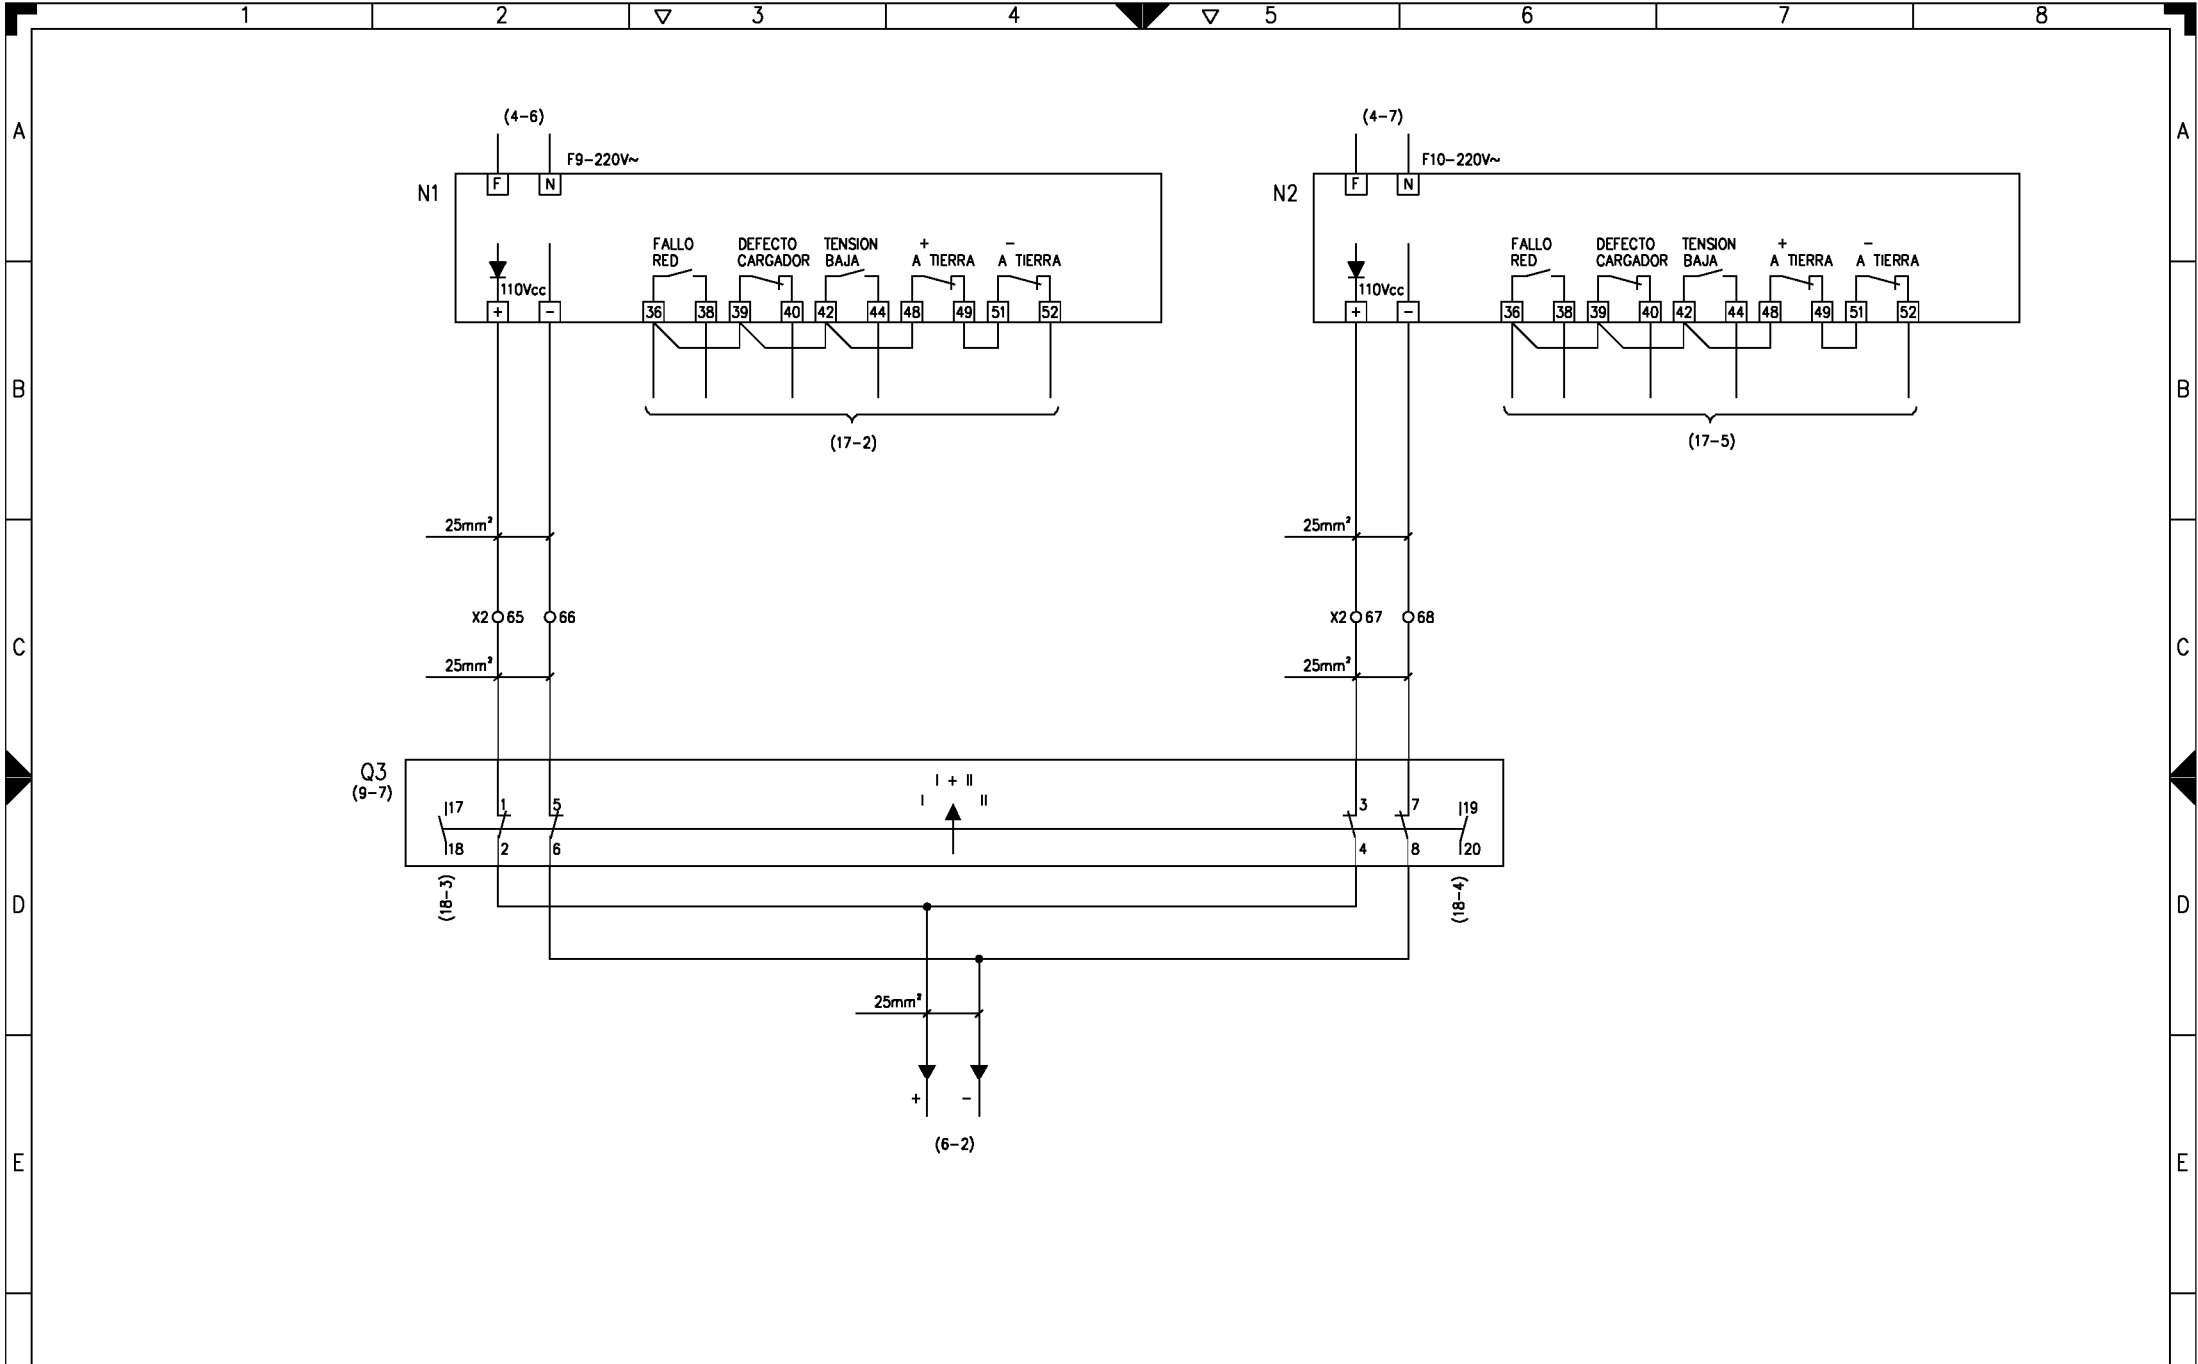 1 2 3 4 5 6 7 8
A A
(4-6) (4-7)
F9-220V~ F10-220V~
N1 F N N2 F N
FALLO DEFECTO TENSION + − FALLO DEFECTO TENSION + −
RED CARGADOR BAJA A TIERRA A TIERRA RED CARGADOR BAJA A TIERRA A TIERRA
110Vcc 110Vcc
+ − 36 38 39 40 42 44 48 49 51 52 + − 36 38 39 40 42 44 48 49 51 52
B B
(17-2) (17-5)
25mm² 25mm²
X2 65 66 X2 67 68
C C
25mm² 25mm²
Q3 I + II
(9-7) I II
17 1 5 3 7 19
18 2 6 4 8 20
(18-3) (18-4)
D D
25mm²
+ −
(6-2)
E E